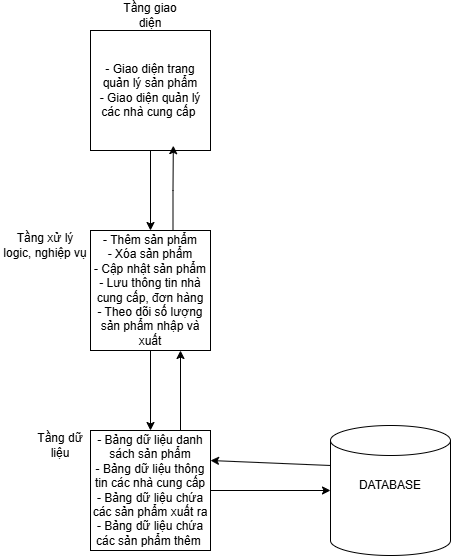 Tầng giao
diện
- Giao diện trang
quản lý sản phẩm
- Giao diện quản lý
các nhà cung cấp
Tầng xử lý
logic, nghiệp vụ
- Thêm sản phẩm
- Xóa sản phẩm
- Cập nhật sản phẩm
- Lưu thông tin nhà
cung cấp, đơn hàng
- Theo dõi số lượng
sản phẩm nhập và
xuất
Tầng dữ
liệu
- Bảng dữ liệu danh
sách sản phẩm
- Bảng dữ liệu thông
tin các nhà cung cấp
- Bảng dữ liệu chứa
các sản phẩm xuất ra
- Bảng dữ liệu chứa
các sản phẩm thêm
DATABASE